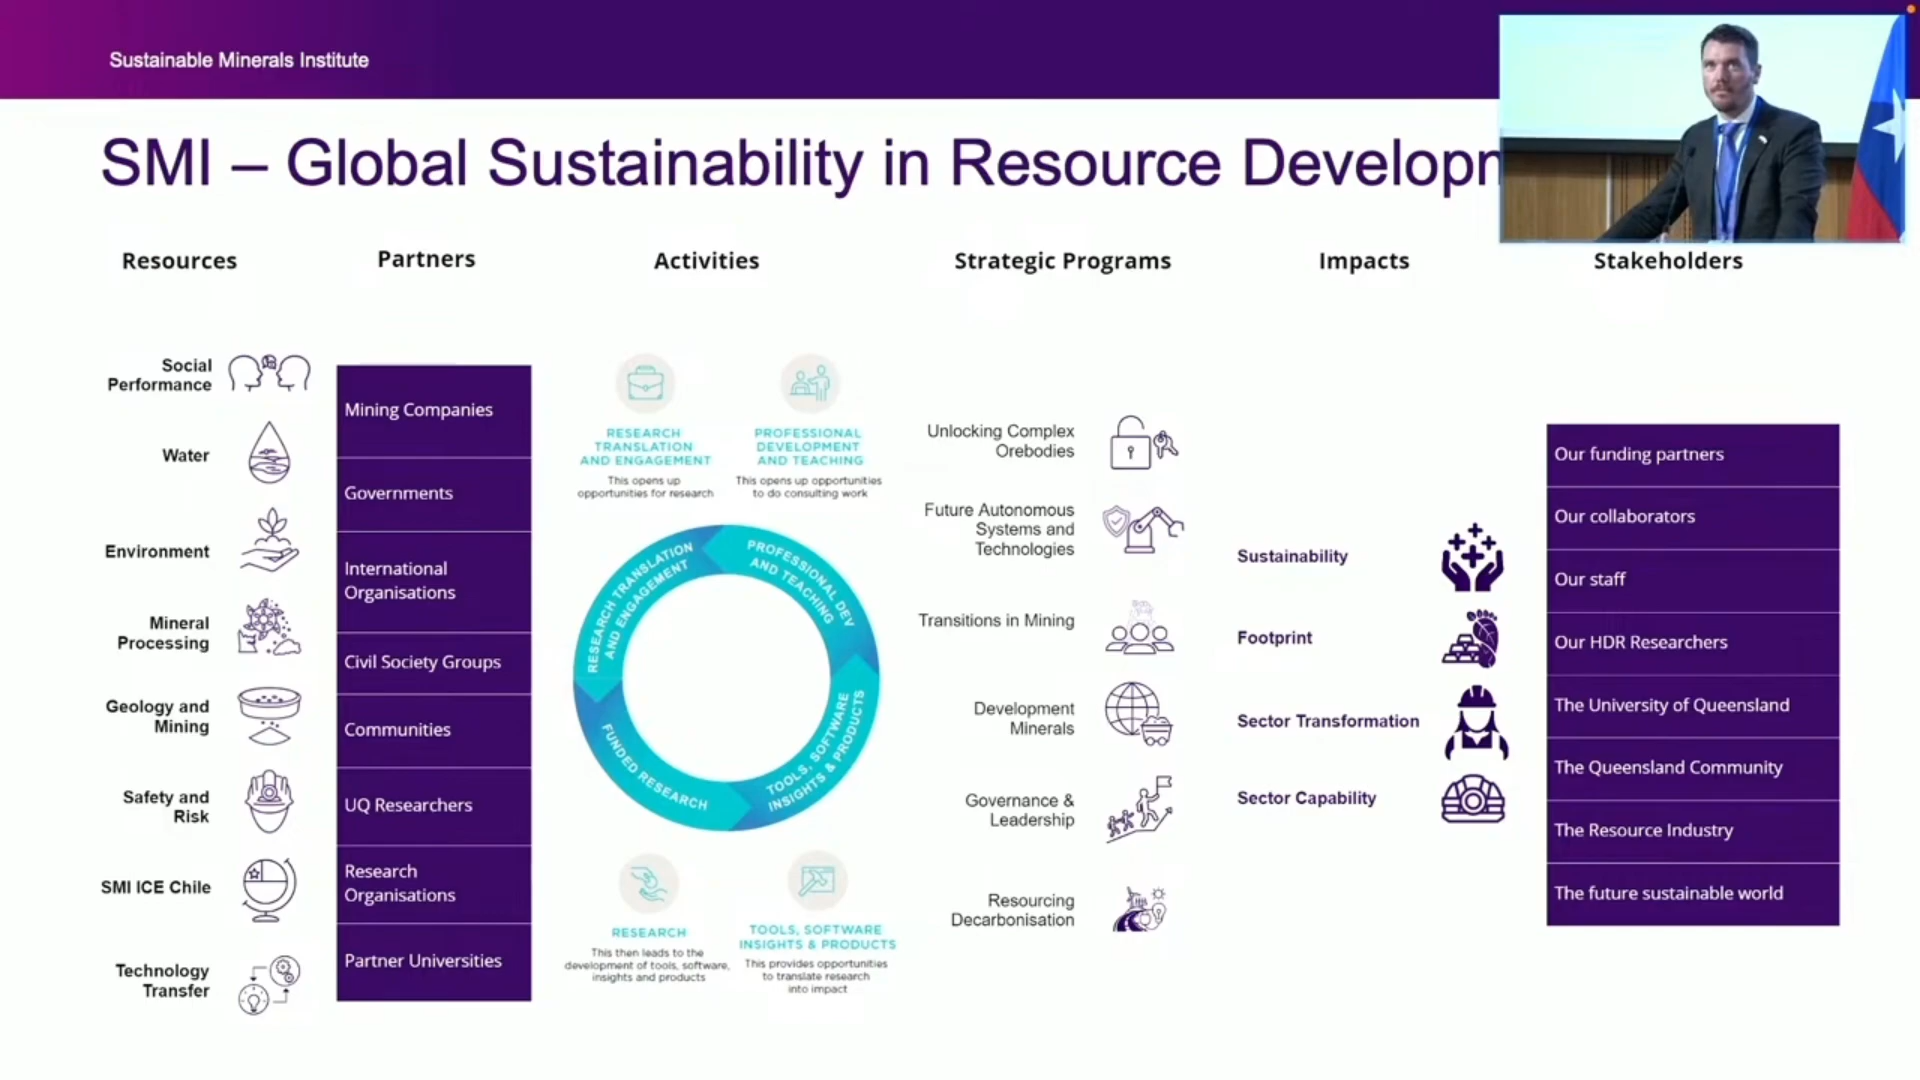 Sustainable Minerals Institute
SMI – Global Sustainability in Resource Developm
Resources
Partners
Activities
Strategic Programs
Impacts
Stakeholders
Social
Performance
Water
Environment
Mineral
Processing
Geology and
Mining
Safety and
Risk
SMI ICE Chile
Technology
Transfer
Mining Companies
Governments
International
Organisations
Civil Society Groups
Communities
UQ Researchers
Research
Organisations
Partner Universities
RESEARCH
TRANSLATION
AND ENGAGEMENT
This opens up
opportunities for research
PROFESSIONAL
DEVELOPMENT
AND TEACHING
This opens up opportunities
to do consulting work
RESEARCH TRANSLATION
AND ENGAGEMENT
PROFESSIONAL DEV
AND TEACHING
FUNDED RESEARCH
TOOLS, SOFTWARE
INSIGHTS & PRODUCTS
RESEARCH
This then leads to the
development of tools, software,
insights and products
TOOLS, SOFTWARE
INSIGHTS & PRODUCTS
This provides opportunities
to translate research
into impact
Unlocking Complex
Orebodies
Future Autonomous
Systems and
Technologies
Transitions in Mining
Development
Minerals
Governance &
Leadership
Resourcing
Decarbonisation
Sustainability
Footprint
Sector Transformation
Sector Capability
Our funding partners
Our collaborators
Our staff
Our HDR Researchers
The University of Queensland
The Queensland Community
The Resource Industry
The future sustainable world